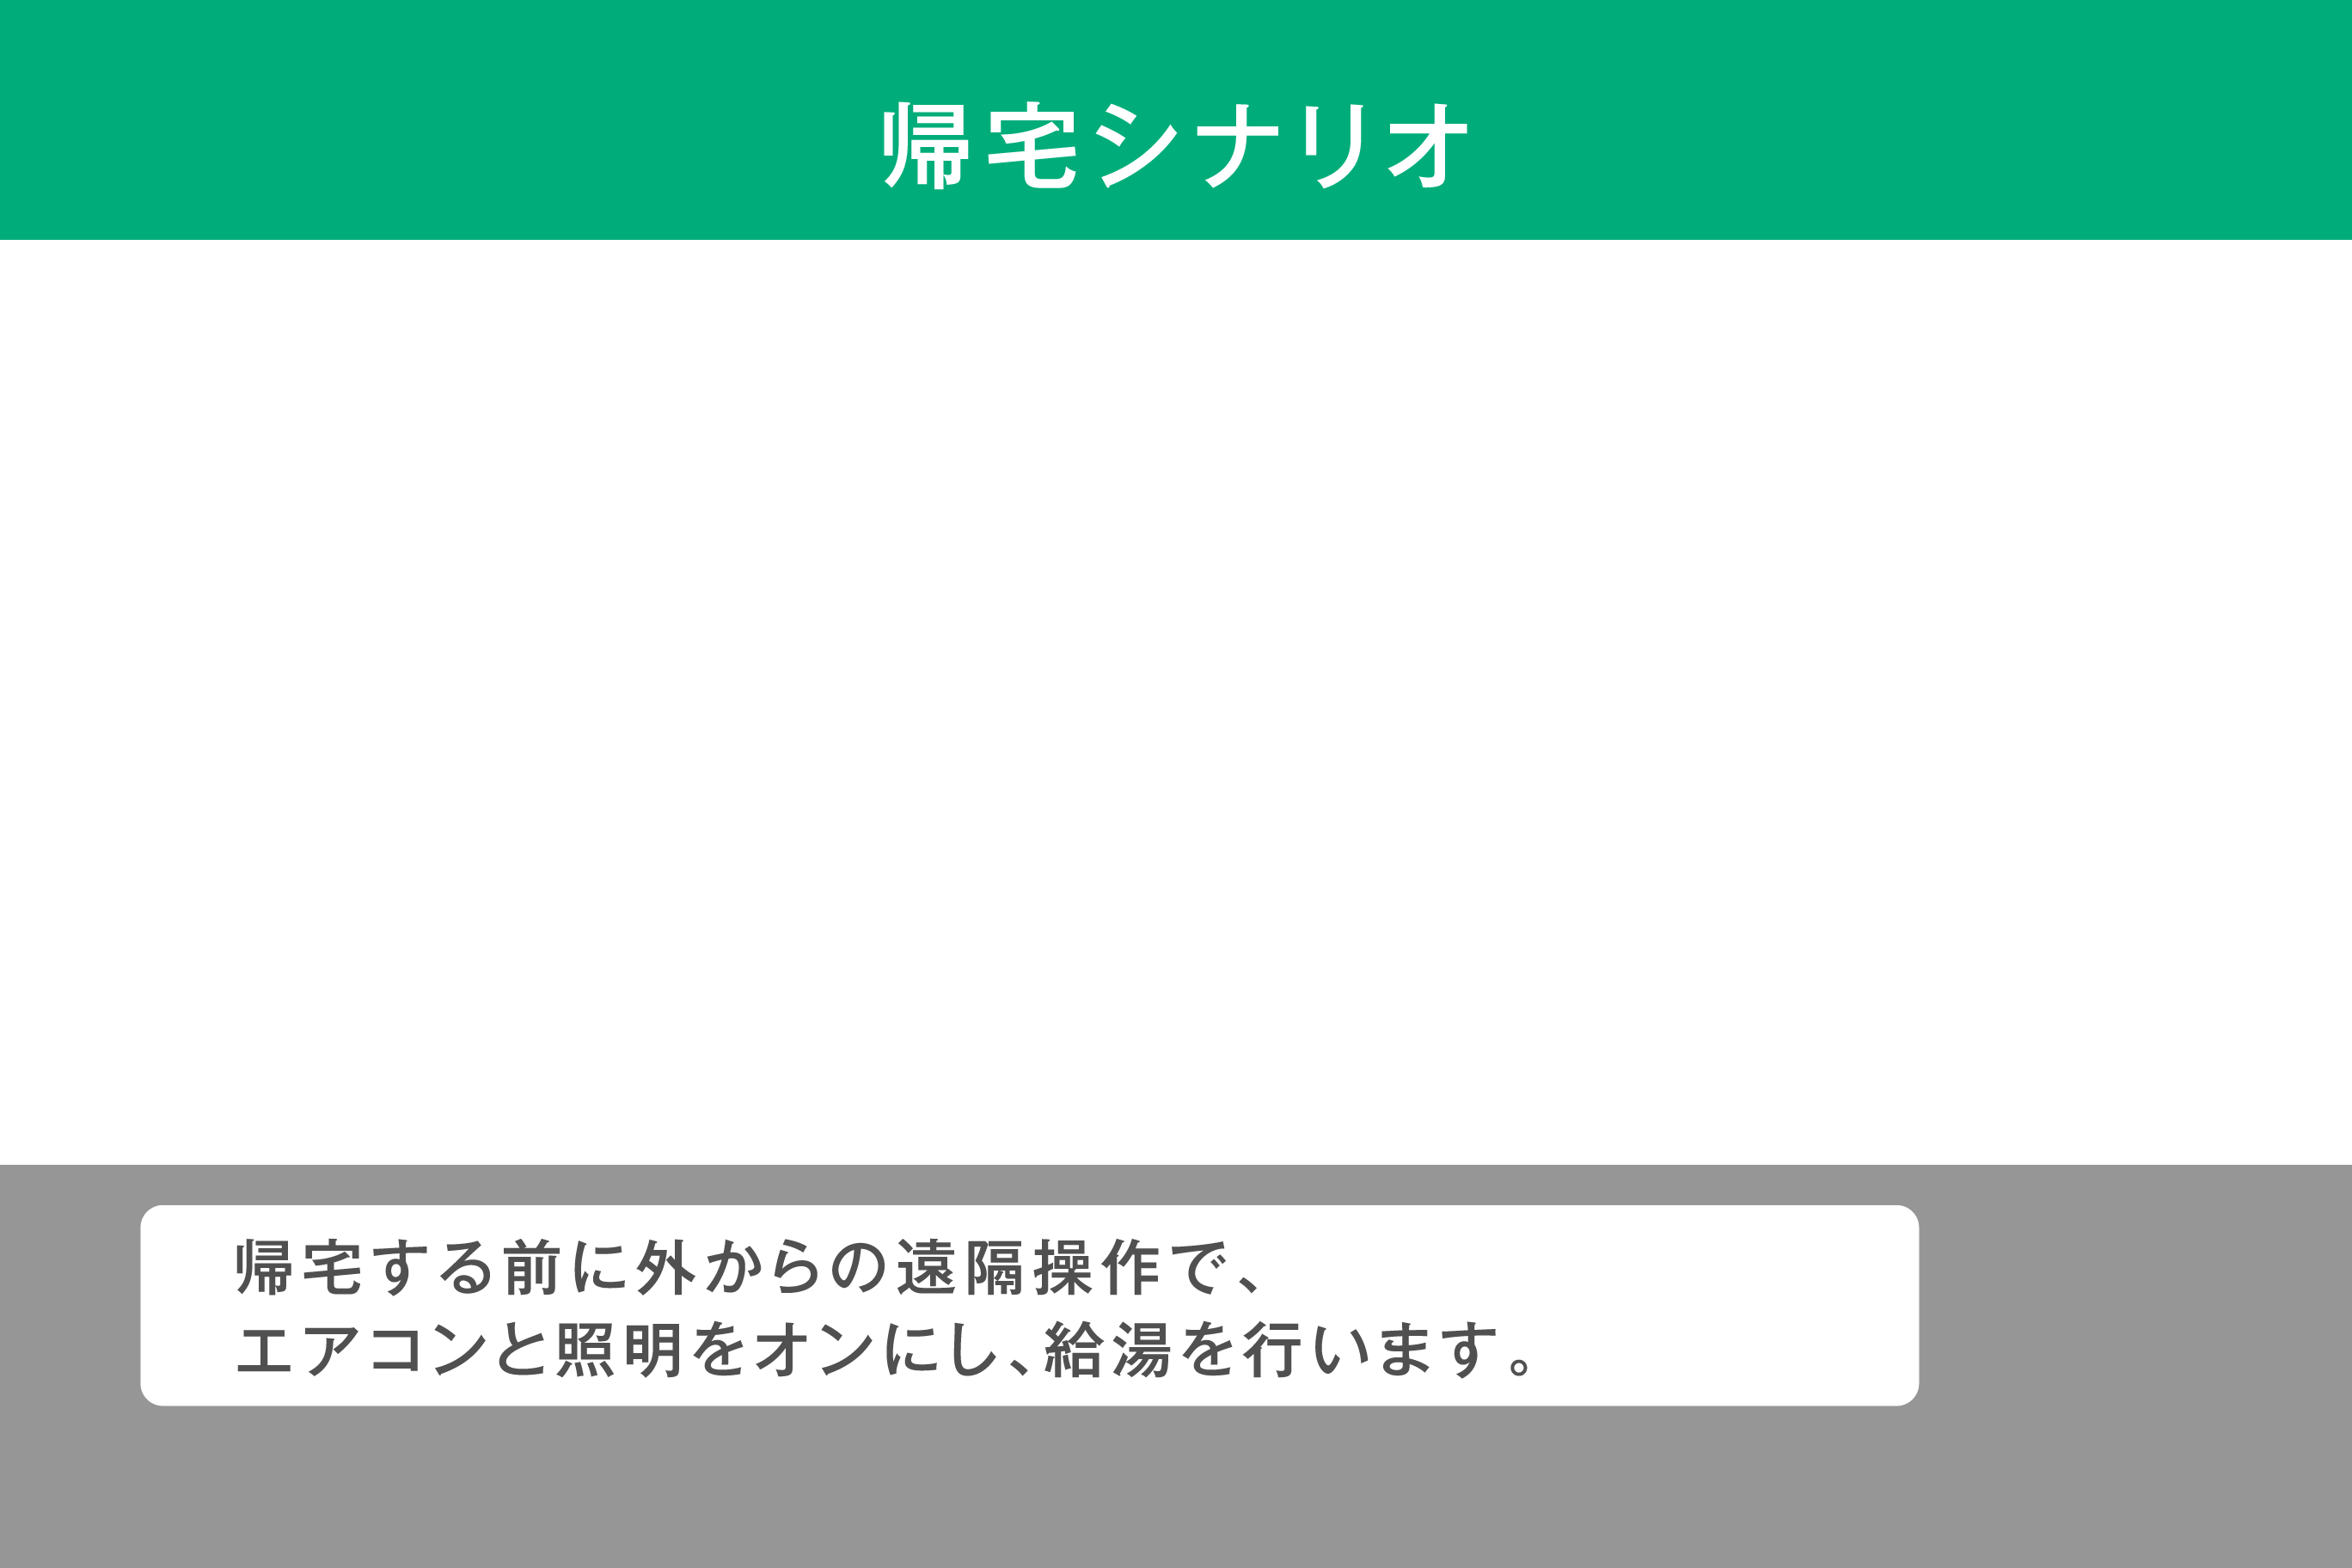 帰宅シナリオ
帰宅する前に外からの遠隔操作で、
エアコンと照明をオンにし、給湯を行います。